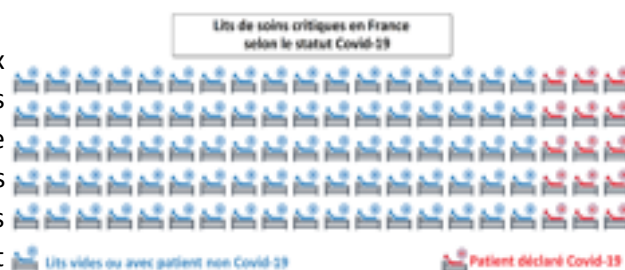 Lits de soins critiques en France
selon le statut Covid-19
x
s
e
s
s
t
Lits vides ou avec patient non Covid-19
Patient déclaré Covid-19